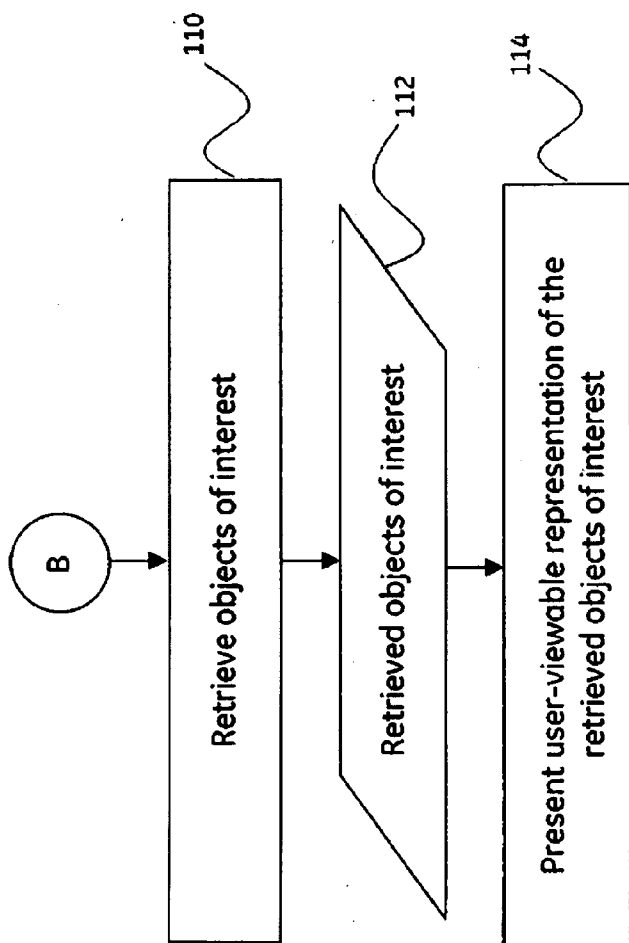 B
Retrieve objects of interest
110
Retrieved objects of interest
112
Present user-viewable representation of the
retrieved objects of interest
114